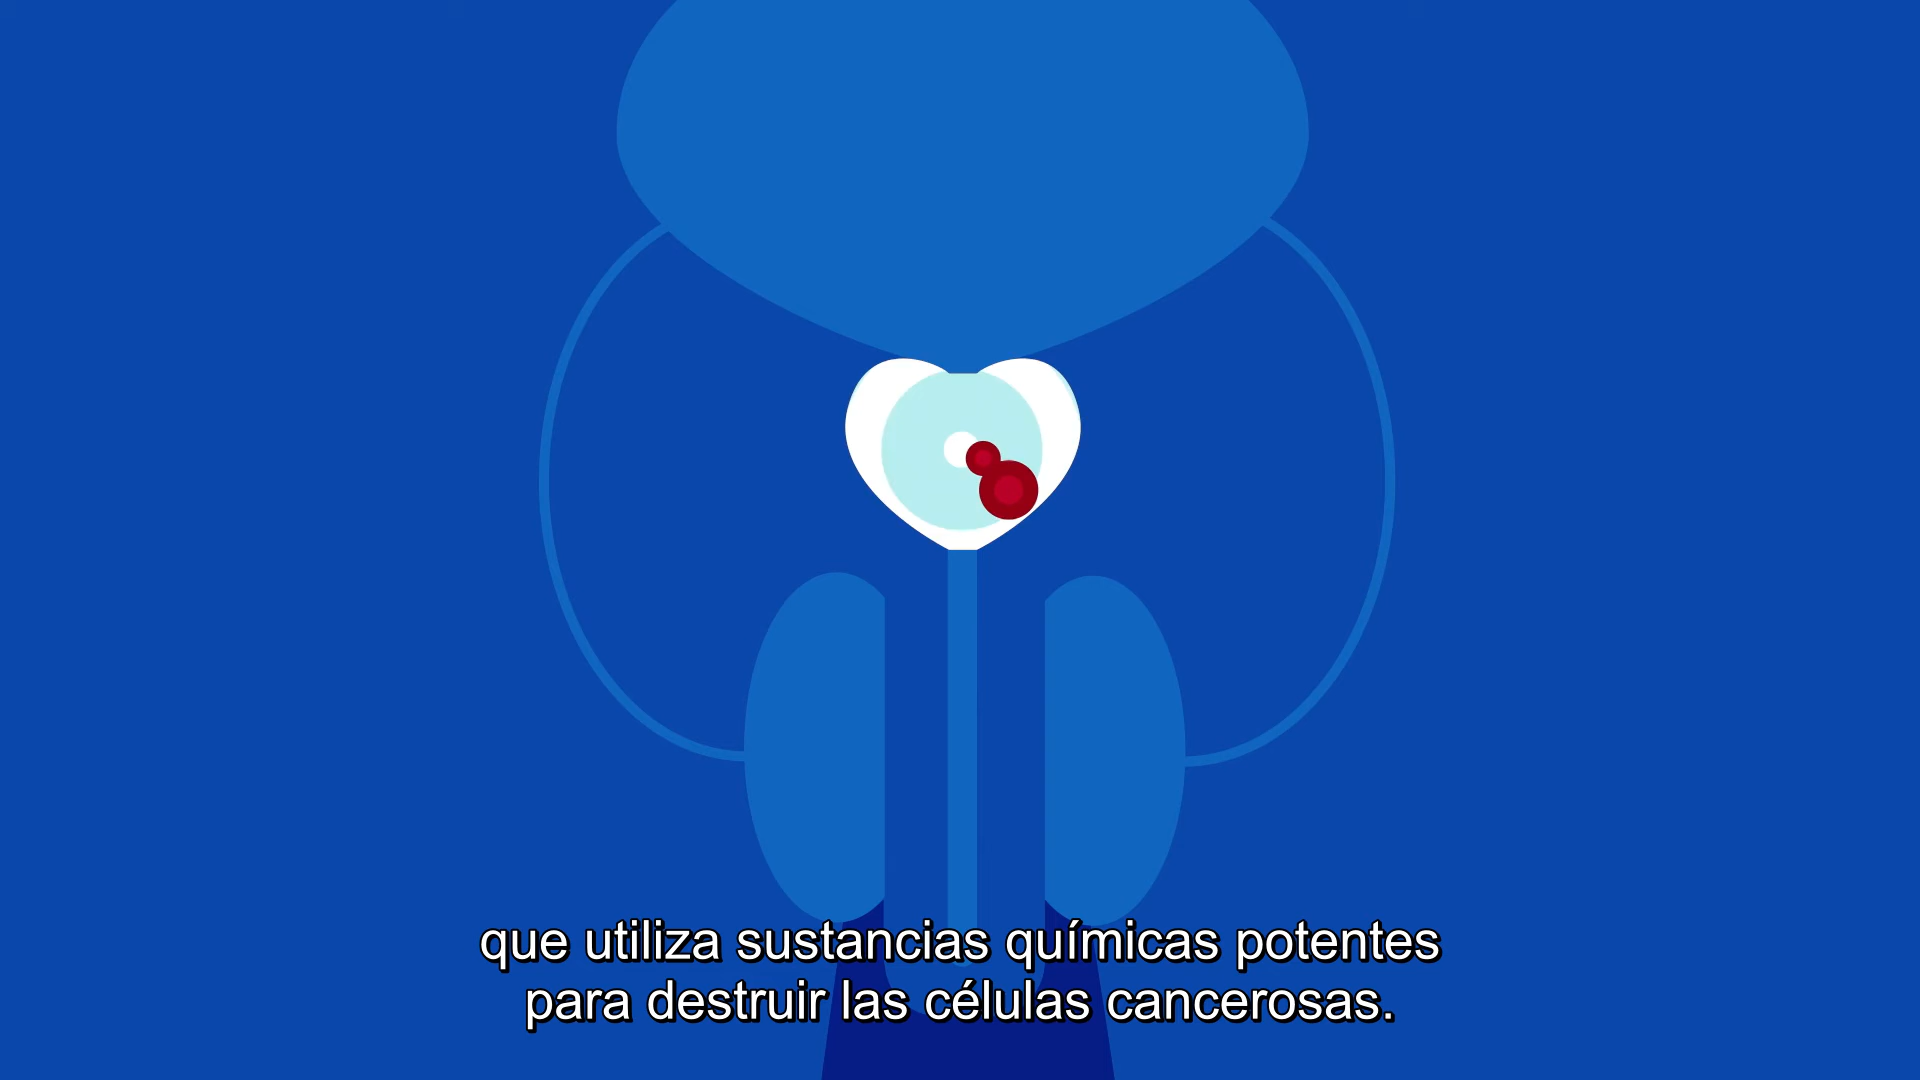 que utiliza sustancias químicas potentes
para destruir las células cancerosas.